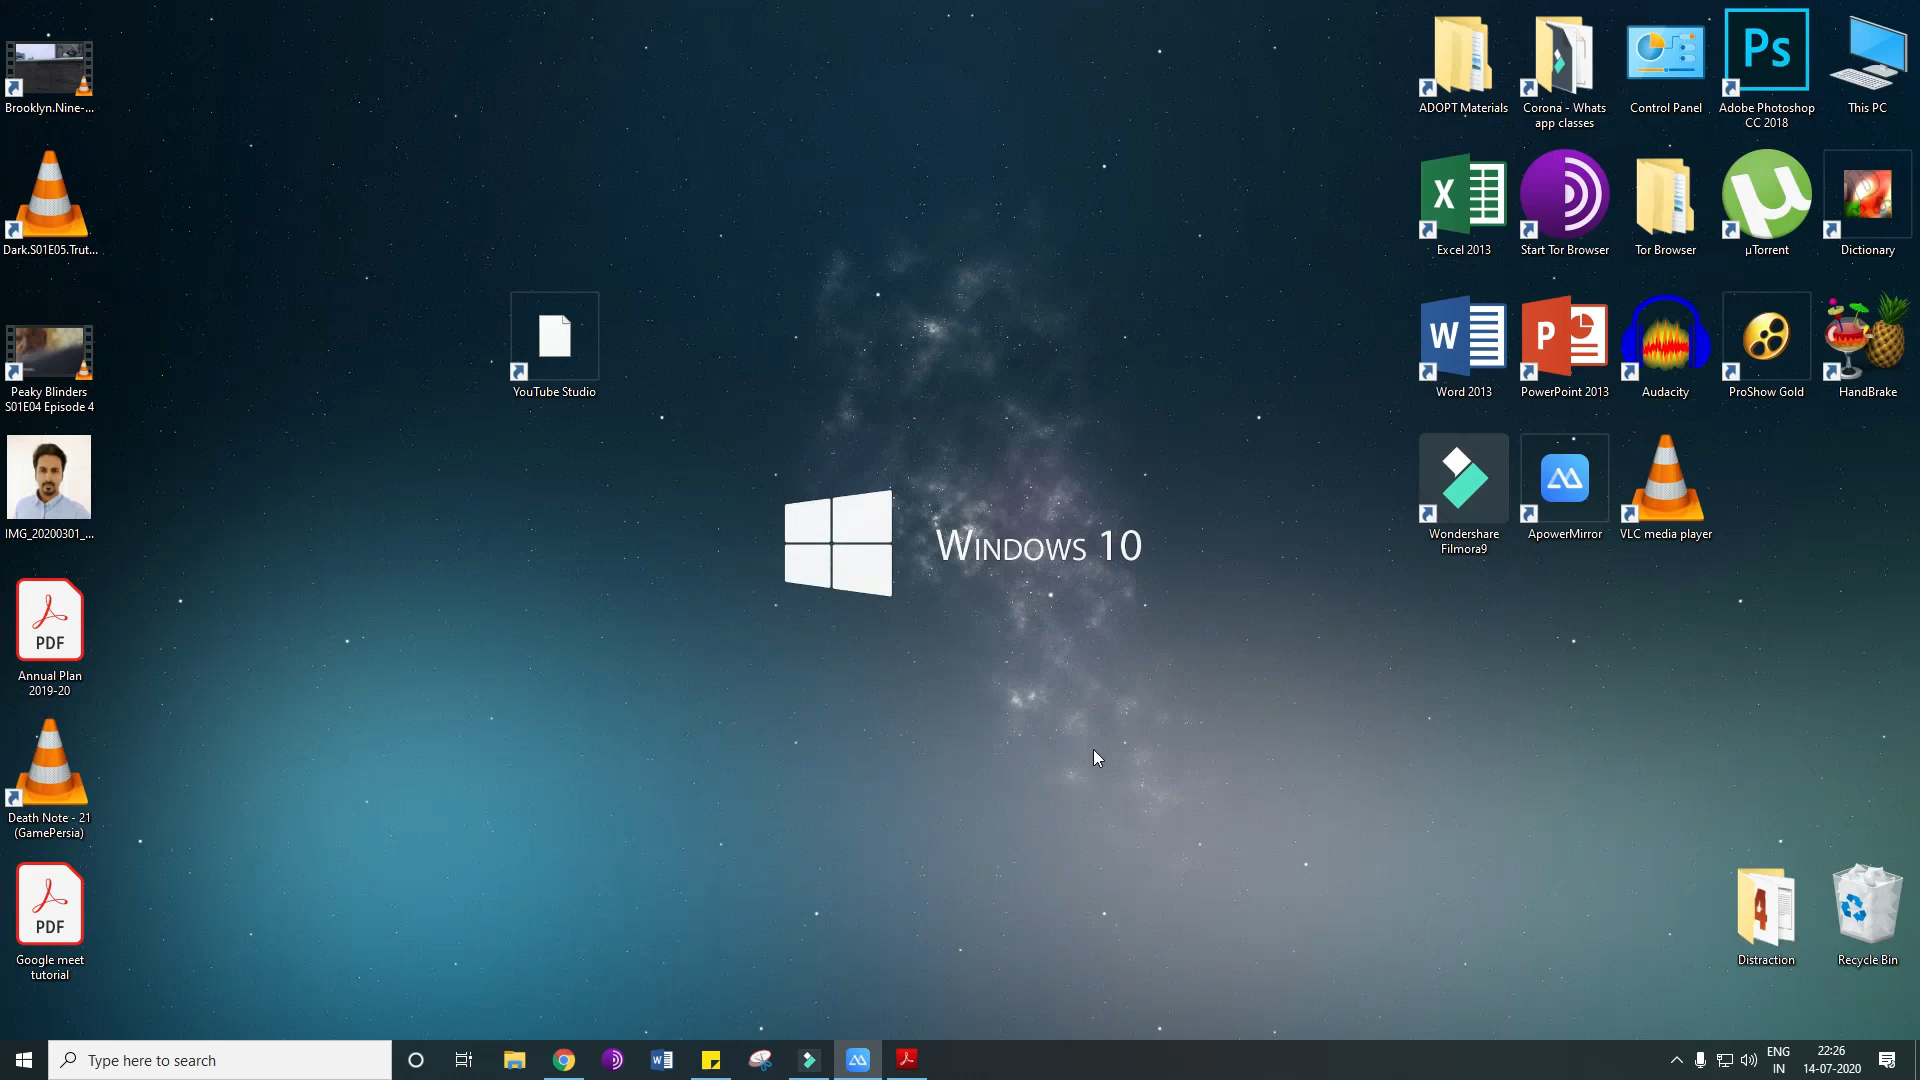 Brooklyn.Nine-...
Dark.S01E05.Trut...
Peaky Blinders
S01E04 Episode 4
IMG_20200301_...
PDF
Annual Plan
2019-20
Death Note - 21
(GamePersia)
PDF
Google meet
tutorial
YouTube Studio
WINDOWS 10
ADOPT Materials
Corona - Whats
app classes
Control Panel
Ps
Adobe Photoshop
CC 2018
This PC
X
Excel 2013
Start Tor Browser
Tor Browser
µ
µTorrent
Dictionary
W
Word 2013
P
PowerPoint 2013
Audacity
ProShow Gold
HandBrake
Wondershare
Filmora9
ApowerMirror
VLC media player
4
Distraction
Recycle Bin
Type here to search
W
ENG
IN
22:26
14-07-2020